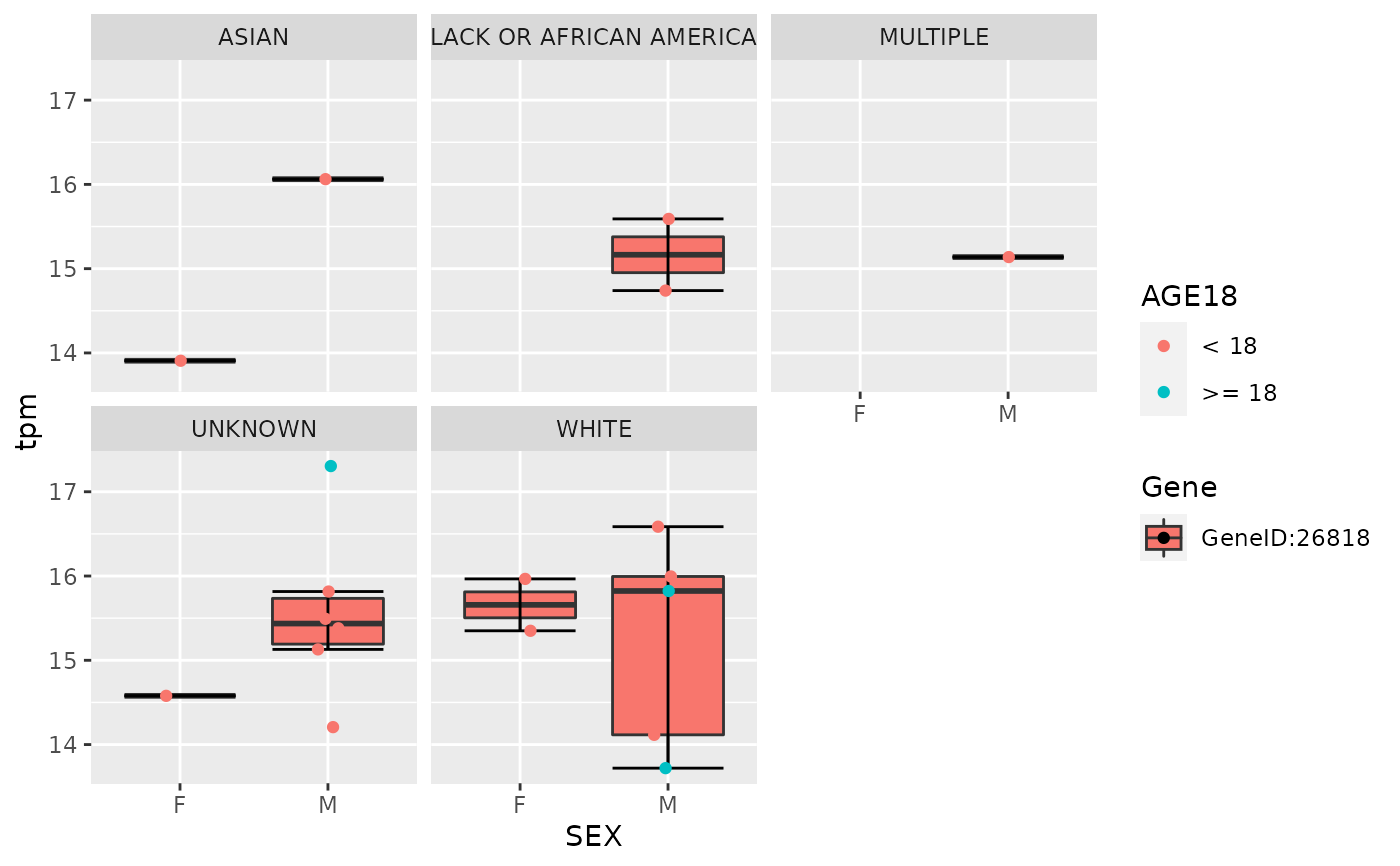 ASIAN
LACK OR AFRICAN AMERICA
MULTIPLE
17
16
15
14
F
M
tpm
UNKNOWN
WHITE
17
16
15
14
F
M
F
M
SEX
AGE18
< 18
>= 18
Gene
GeneID:26818